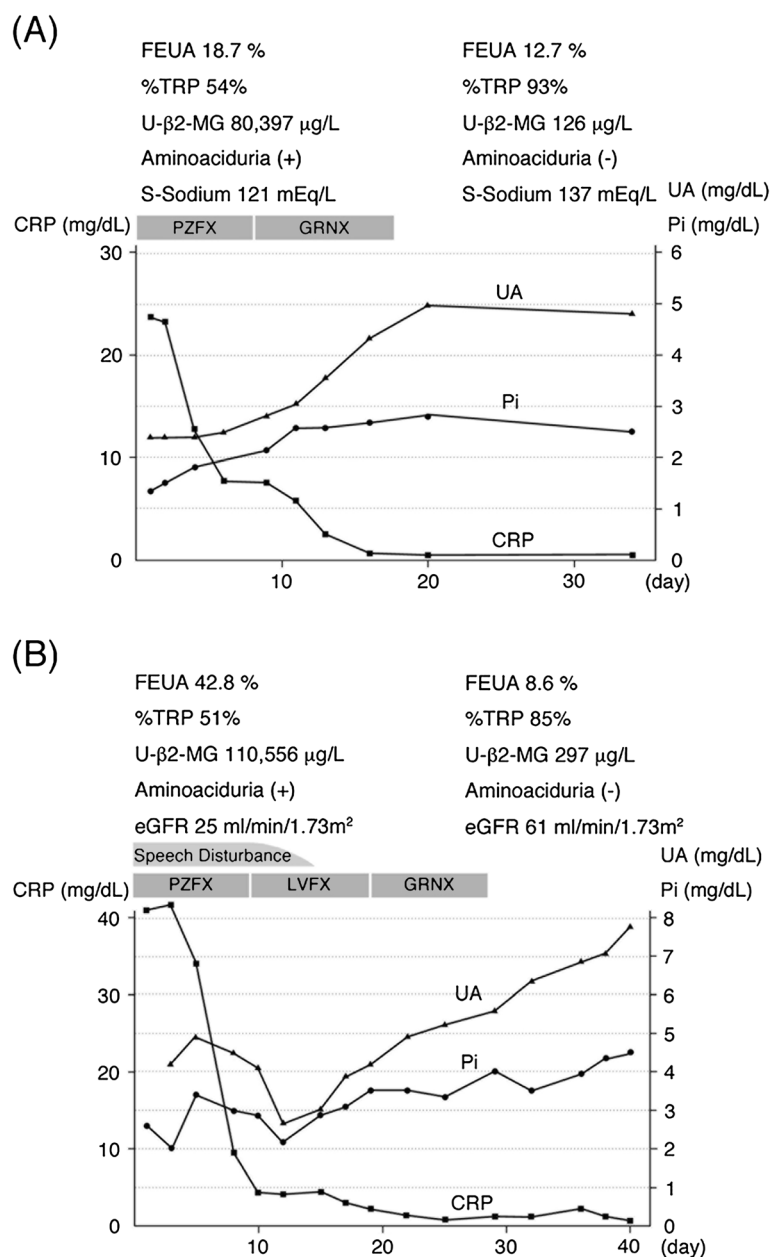 (A)
FEUA 18.7 % FEUA 12.7 %
%TRP 54% %TRP 93%
U-β2-MG 80,397 μg/L U-β2-MG 126 μg/L
Aminoaciduria (+) Aminoaciduria (-)
S-Sodium 121 mEq/L S-Sodium 137 mEq/L UA (mg/dL)
CRP (mg/dL) PZFX GRNX Pi (mg/dL)
30 6
UA 5
20 4
Pi 3
10 2
1
CRP
0 0
10 20 30 (day)
(B)
FEUA 42.8 % FEUA 8.6 %
%TRP 51% %TRP 85%
U-β2-MG 110,556 μg/L U-β2-MG 297 μg/L
Aminoaciduria (+) Aminoaciduria (-)
eGFR 25 ml/min/1.73m² eGFR 61 ml/min/1.73m²
Speech Disturbance UA (mg/dL)
CRP (mg/dL) PZFX LVFX GRNX Pi (mg/dL)
40 8
7
30 UA 6
5
20 Pi 4
3
10 2
CRP 1
0 0
10 20 30 40 (day)